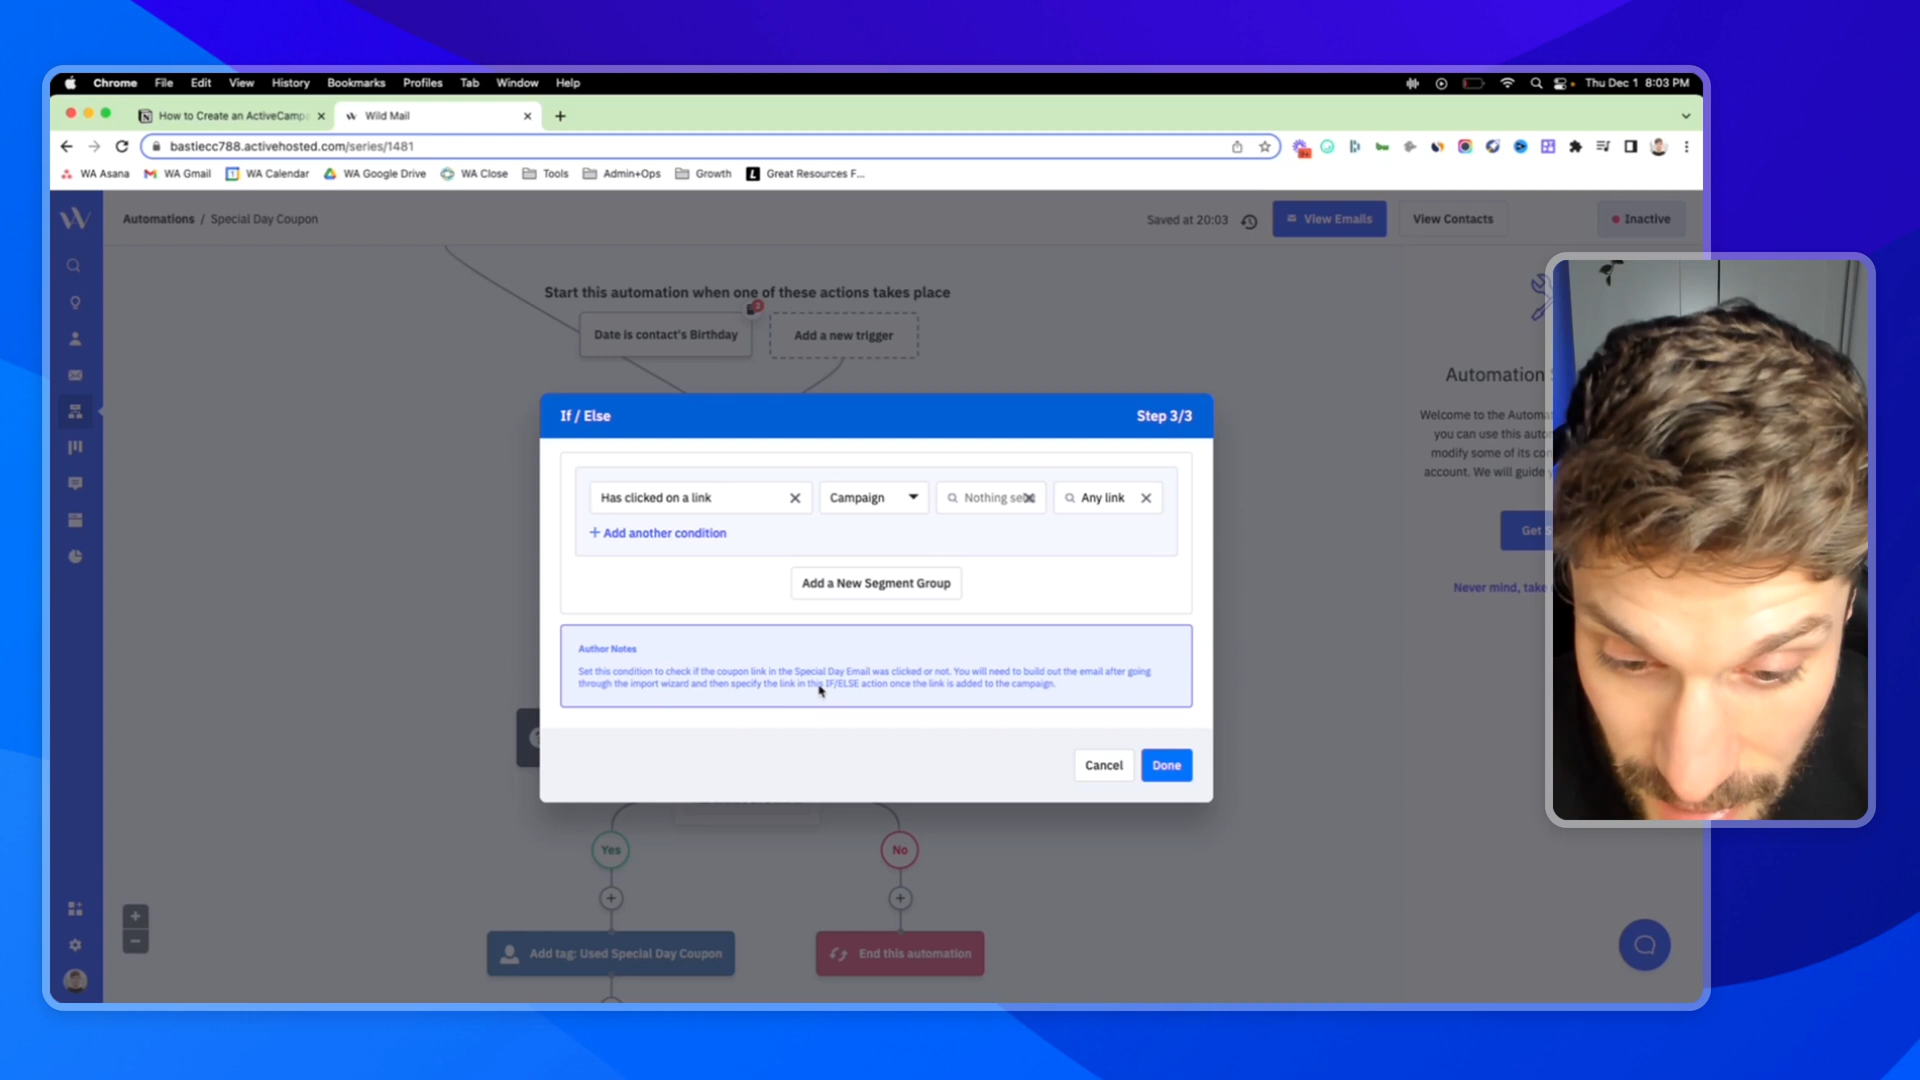 Chrome File Edit View History Bookmarks Profiles Tab Window Help
Thu Dec 1 8:03 PM
How to Create an ActiveCamp
Wild Mail
bastiecc788.activehosted.com/series/1481
WA Asana WA Gmail WA Calendar WA Google Drive WA Close Tools Admin+Ops Growth Great Resources F...
Automations / Special Day Coupon
Saved at 20:03
View Emails
View Contacts
Inactive
Start this automation when one of these actions takes place
Date is contact's Birthday
Add a new trigger
Automation
Welcome to the Automa
you can use this auto
modify some of its con
account. We will guide
Get S
Never mind, take
If / Else
Step 3/3
Has clicked on a link
Campaign
Nothing sele
Any link
+ Add another condition
Add a New Segment Group
Author Notes
Set this condition to check if the coupon link in the Special Day Email was clicked or not. You will need to build out the email after going
through the import wizard and then specify the link in this IF/ELSE action once the link is added to the campaign.
Cancel
Done
Yes
No
Add tag: Used Special Day Coupon
End this automation